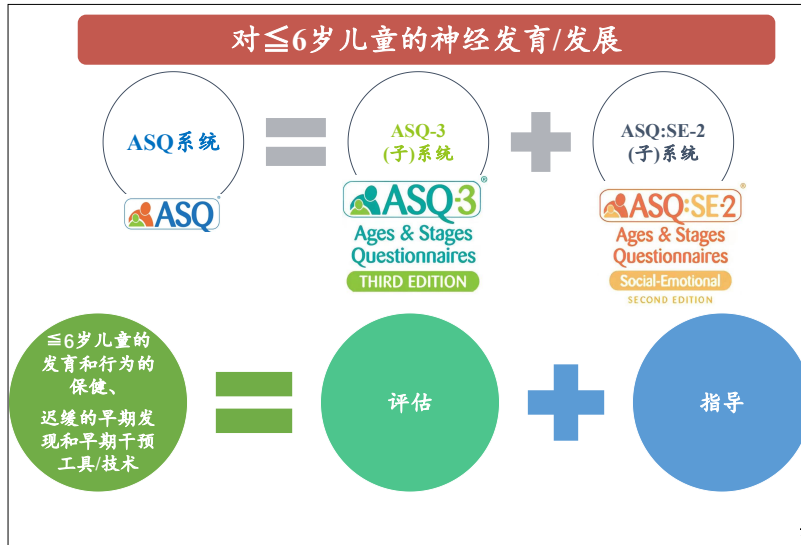 对≦6岁儿童的神经发育/发展
ASQ系统
ASQ-3
(子)系统
ASQ:SE-2
(子)系统
ASQ
ASQ-3®
Ages & Stages
Questionnaires
THIRD EDITION
ASQ:SE-2®
Ages & Stages
Questionnaires
Social-Emotional
SECOND EDITION
≦6岁儿童的
发育和行为的
保健、
迟缓的早期发
现和早期干预
工具/技术
评估
指导